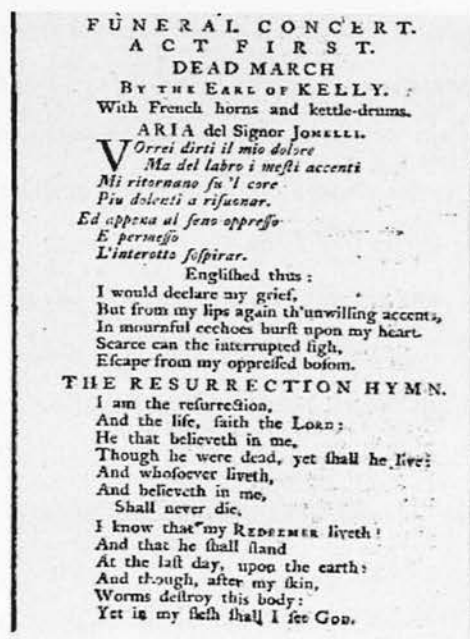 FUNERAL CONCERT.
ACT FIRST.
DEAD MARCH
BY THE EARL OF KELLY.
With French horns and kettle-drums.
ARIA del Signor JOMELLI.
VOrrei dirti il mio dolore
Ma del labro i meſti accenti
Mi ritornano ſu 'l core
Piu dolenti a riſuonar.
Ed appena al ſeno oppreſſo
E permeſſo
L'interotto ſoſpirar.
Engliſhed thus:
I would declare my grief,
But from my lips again th'unwilling accents,
In mournful ecchoes burſt upon my heart.
Scarce can the interrupted ſigh,
Eſcape from my oppreſſed boſom.
THE RESURRECTION HYMN.
I am the reſurrection,
And the life, ſaith the LORD:
He that believeth in me,
Though he were dead, yet ſhall he live:
And whoſoever liveth,
And believeth in me,
Shall never die.
I know that my REDEEMER liveth!
And that he ſhall ſtand
At the laſt day, upon the earth:
And though, after my ſkin,
Worms deſtroy this body:
Yet in my fleſh ſhall I ſee GOD.